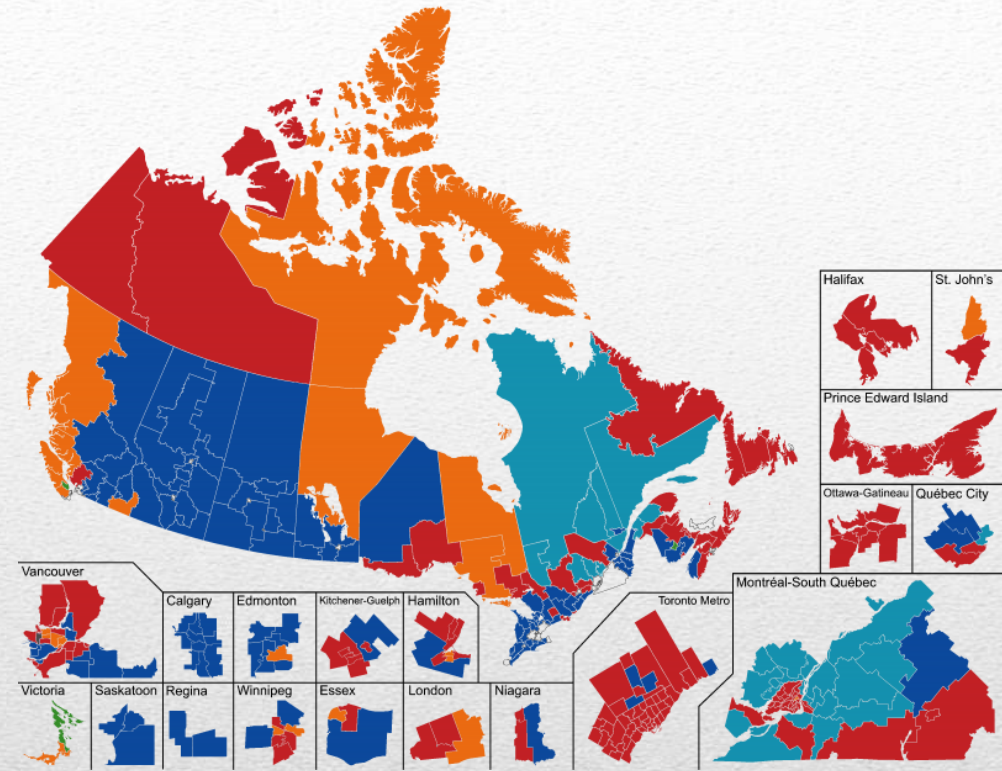 Halifax
St. John's
Prince Edward Island
Ottawa-Gatineau
Québec City
Vancouver
Calgary
Edmonton
Kitchener-Guelph
Hamilton
Toronto Metro
Montréal-South Québec
Victoria
Saskatoon
Regina
Winnipeg
Essex
London
Niagara